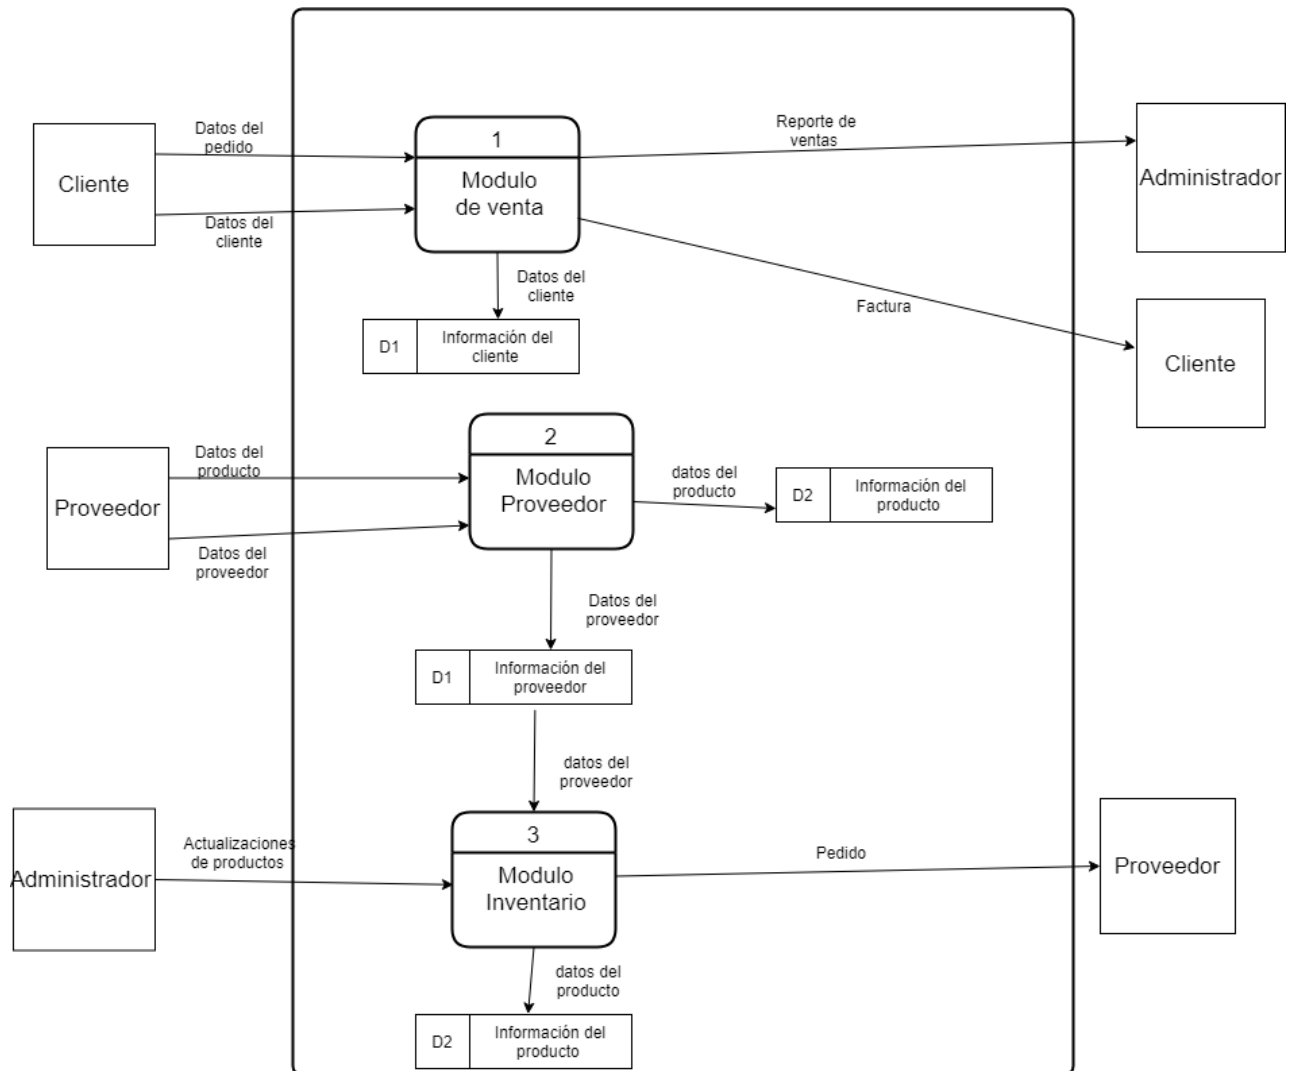 Datos del
pedido
Cliente
Datos del
cliente
1
Modulo
de venta
Reporte de
ventas
Administrador
Datos del
cliente
Factura
Cliente
D1
Información del
cliente
Datos del
producto
Proveedor
Datos del
proveedor
2
Modulo
Proveedor
datos del
producto
D2
Información del
producto
Datos del
proveedor
D1
Información del
proveedor
datos del
proveedor
Actualizaciones
de productos
Administrador
3
Modulo
Inventario
Pedido
Proveedor
datos del
producto
D2
Información del
producto